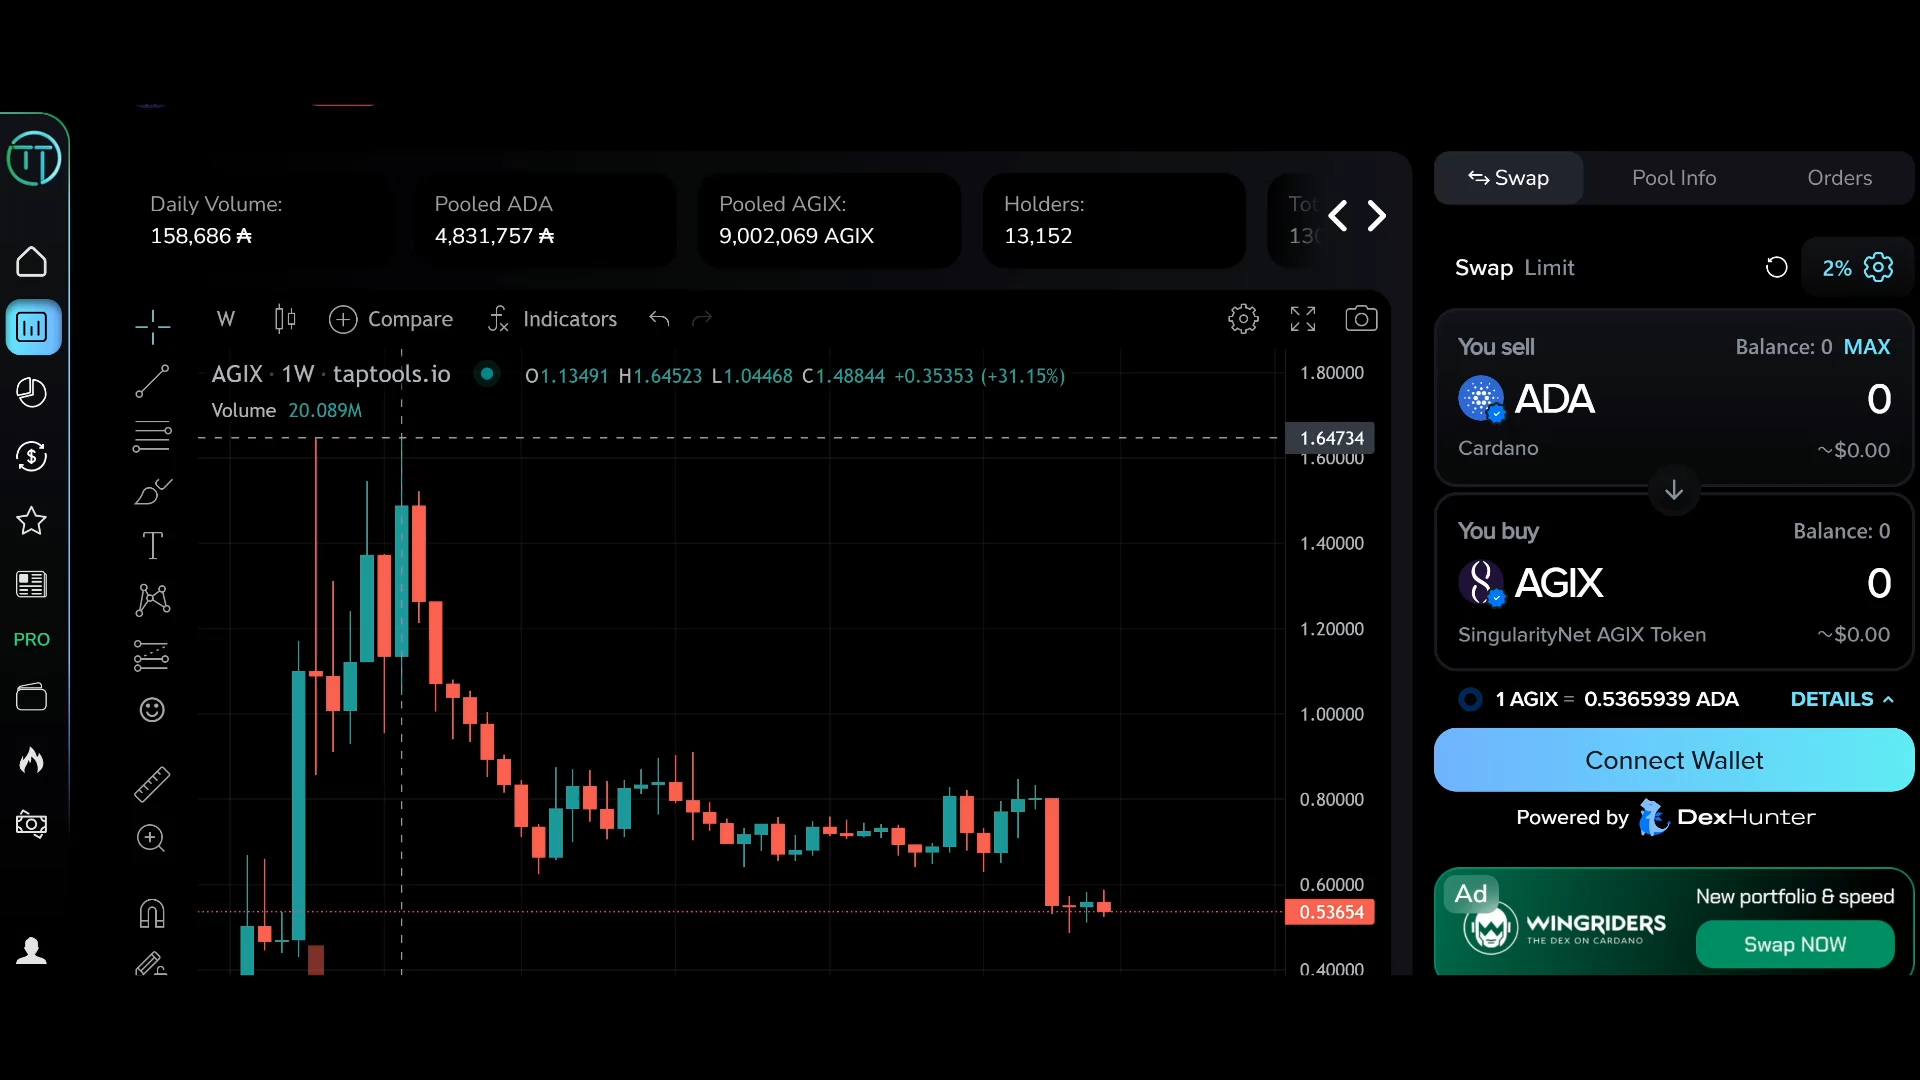 Daily Volume:
158,686 ₳
Pooled ADA
4,831,757 ₳
Pooled AGIX:
9,002,069 AGIX
Holders:
13,152
Swap
Pool Info
Orders
Swap Limit
2%
W
Compare
Indicators
AGIX · 1W · taptools.io
O1.13491 H1.64523 L1.04468 C1.48844 +0.35353 (+31.15%)
Volume 20.089M
1.80000
1.64734
1.60000
1.40000
1.20000
1.00000
0.80000
0.60000
0.53654
0.40000
PRO
You sell
Balance: 0 MAX
ADA
0
Cardano
~$0.00
You buy
Balance: 0
AGIX
0
SingularityNet AGIX Token
~$0.00
1 AGIX = 0.5365939 ADA
DETAILS
Connect Wallet
Powered by DexHunter
Ad
WINGRIDERS
THE DEX ON CARDANO
New portfolio & speed
Swap NOW